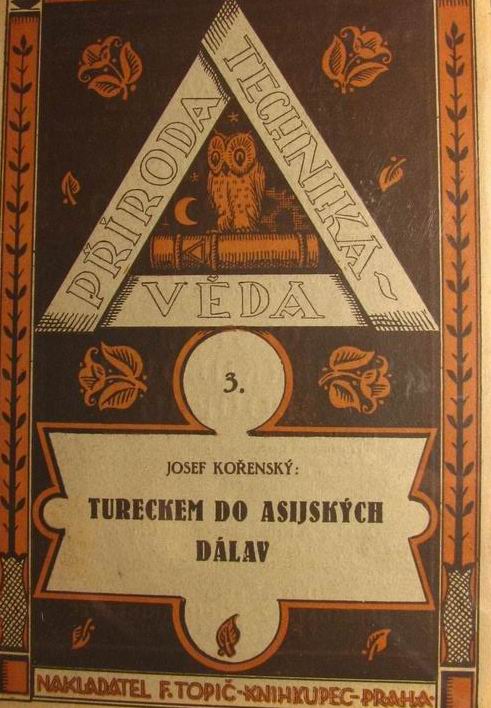 PŘÍRODA
TECHNIKA
VĚDA
3.
JOSEF KOŘENSKÝ:
TURECKEM DO ASIJSKÝCH
DÁLAV
NAKLADATEL F. TOPIČ-KNIHKUPEC-PRAHA